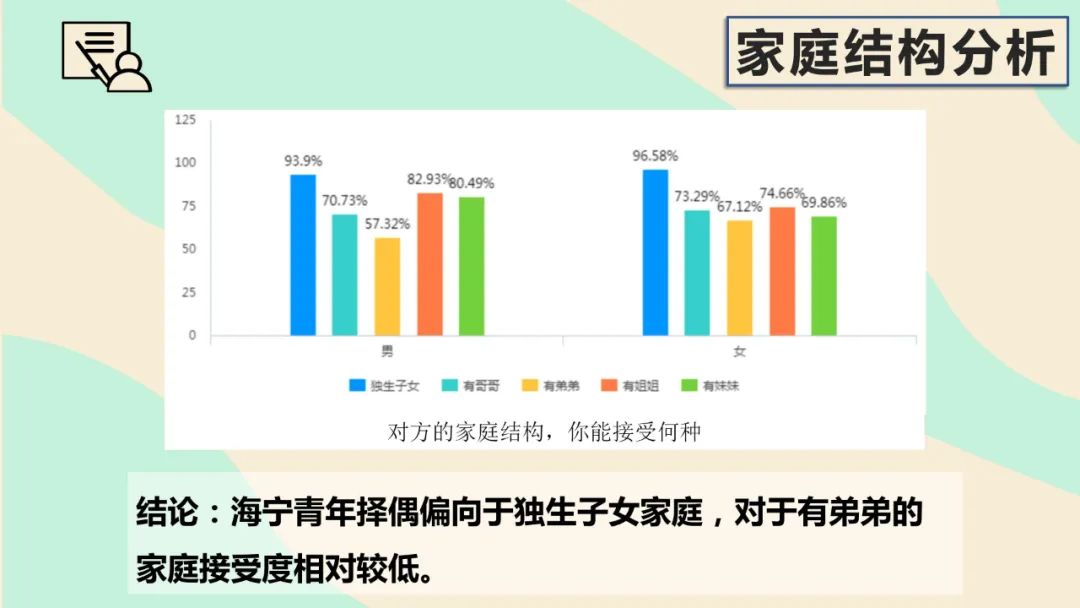 家庭结构分析
125
100
75
50
25
0
93.9%
70.73%
57.32%
82.93%
80.49%
96.58%
73.29%
67.12%
74.66%
69.86%
男
女
独生子女 有哥哥 有弟弟 有姐姐 有妹妹
对方的家庭结构，你能接受何种
结论：海宁青年择偶偏向于独生子女家庭，对于有弟弟的
家庭接受度相对较低。